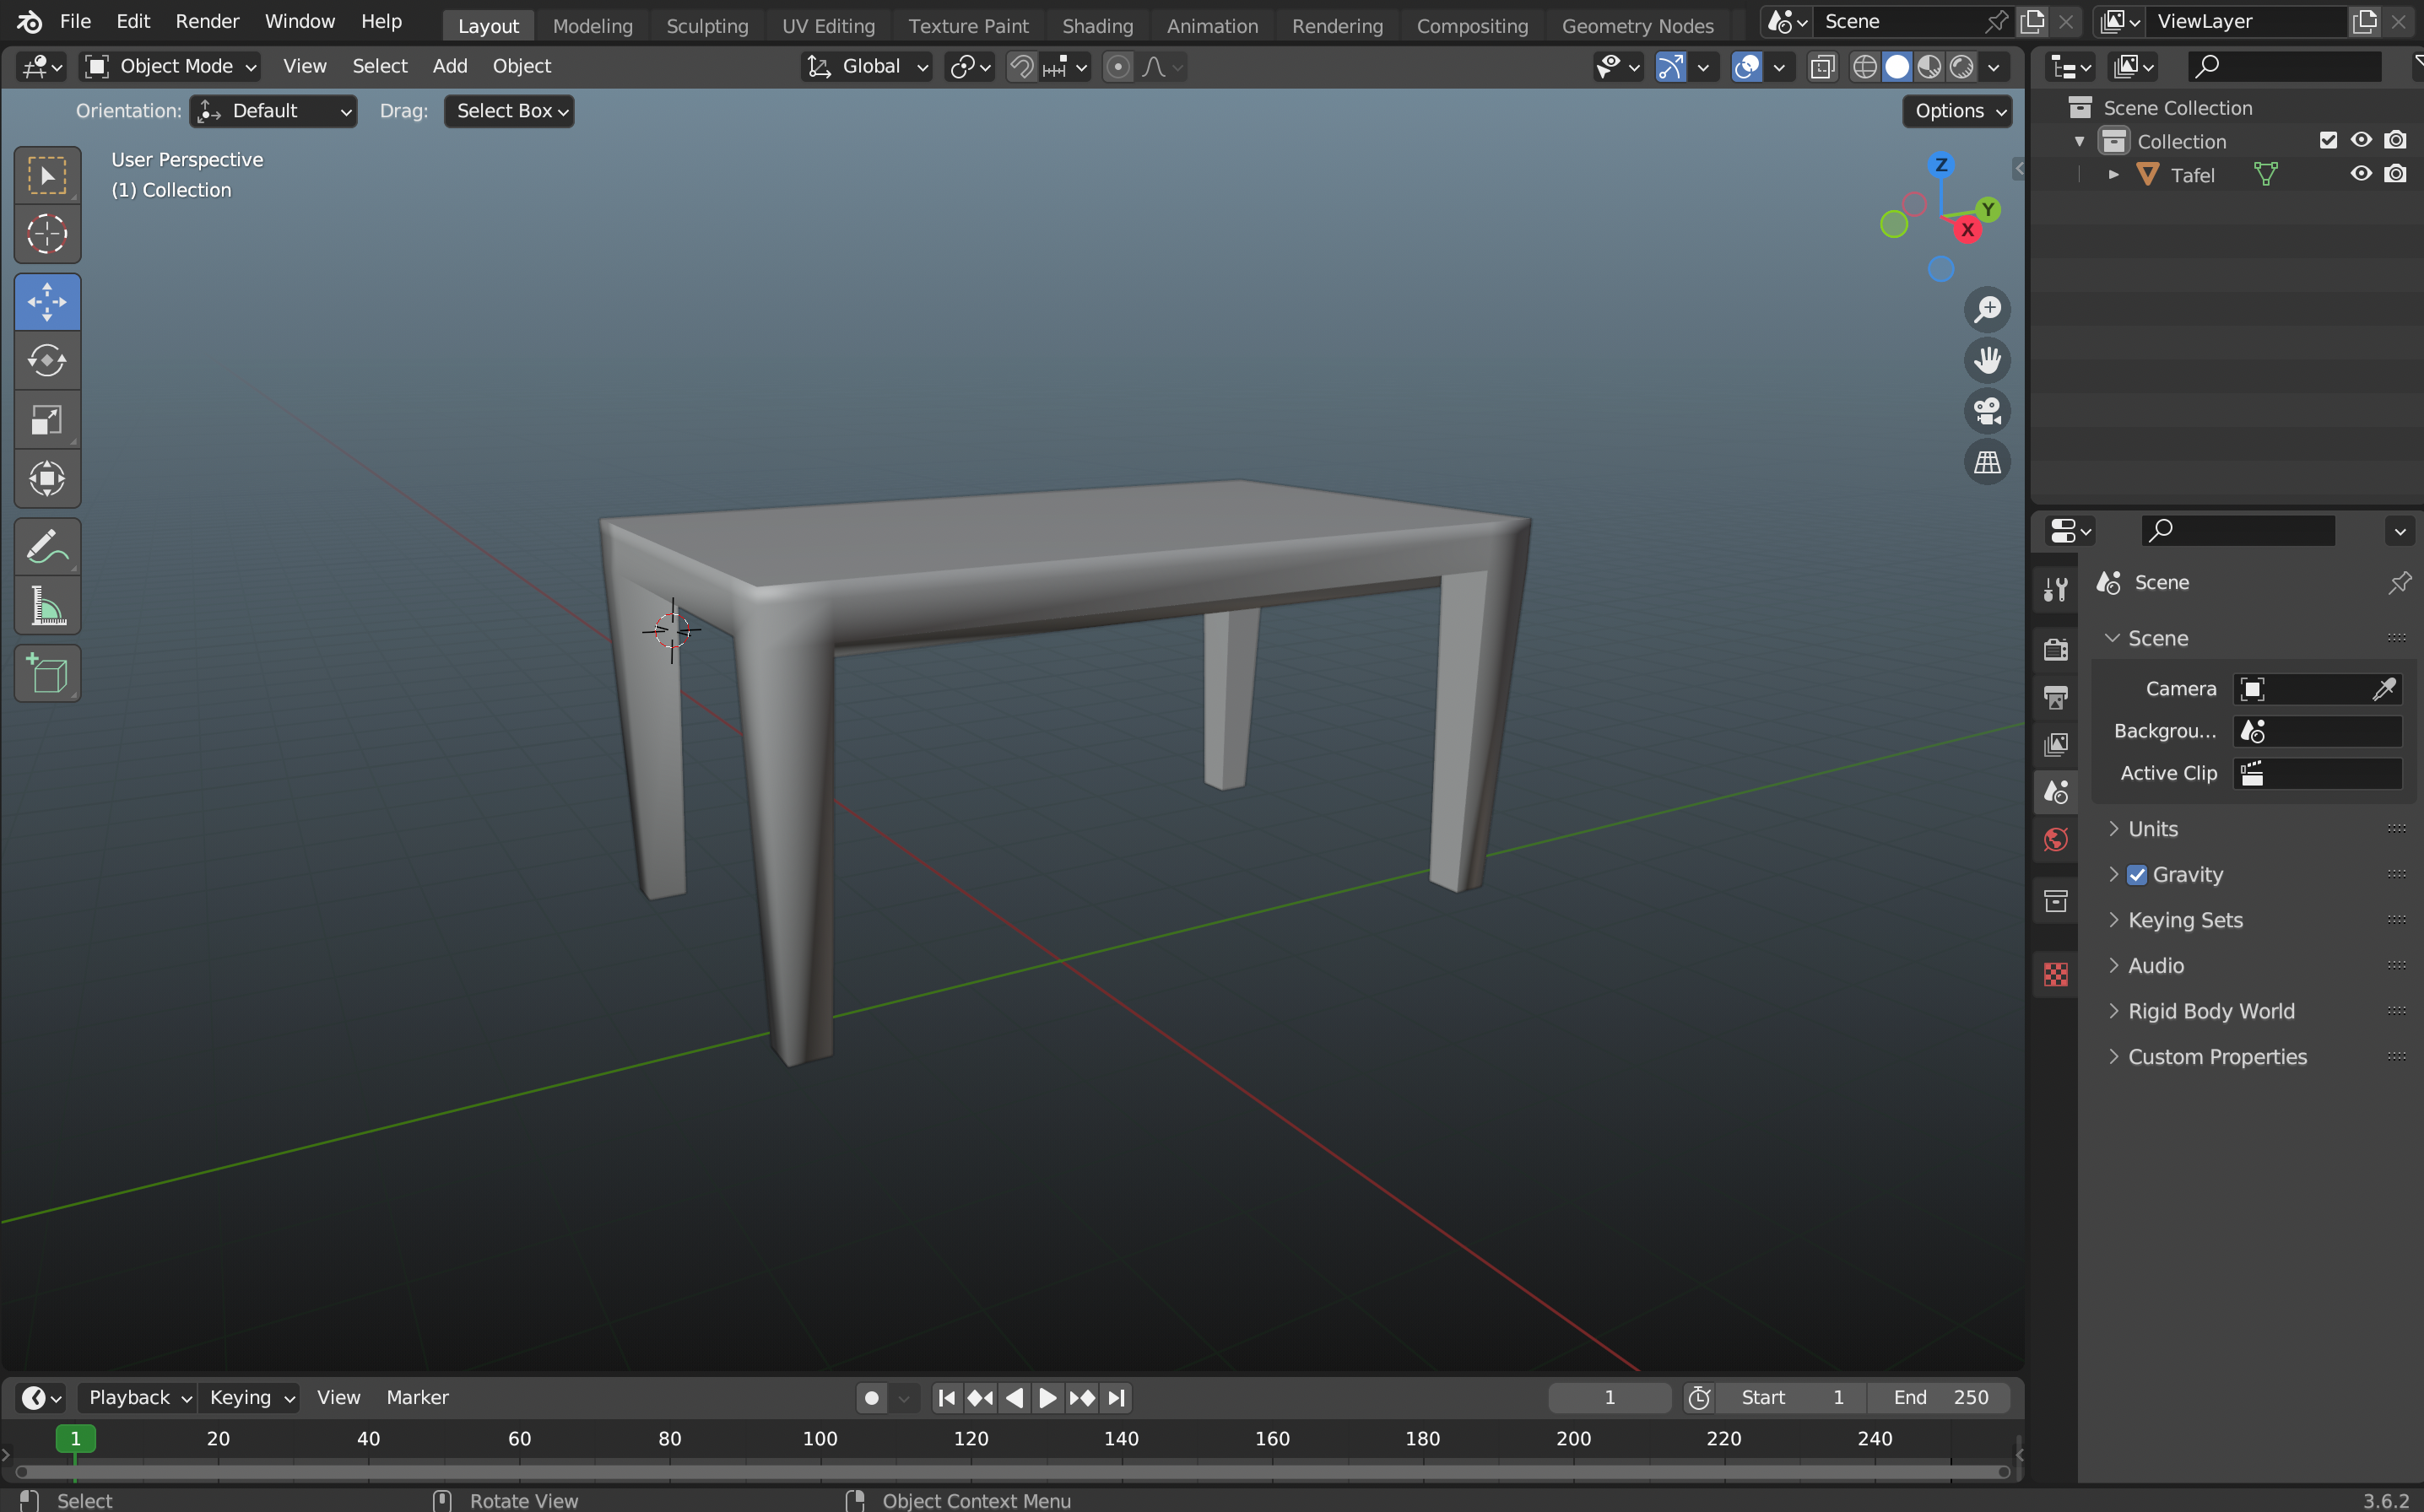 File Edit Render Window Help Layout Modeling Sculpting UV Editing Texture Paint Shading Animation Rendering Compositing Geometry Nodes Scene ViewLayer
Object Mode View Select Add Object Global
Orientation: Default Drag: Select Box Options
User Perspective
(1) Collection
Z
Y
X
Scene Collection
Collection
Tafel
Scene
Scene
Camera
Backgrou...
Active Clip
Units
Gravity
Keying Sets
Audio
Rigid Body World
Custom Properties
Playback Keying View Marker 1 Start 1 End 250
1 20 40 60 80 100 120 140 160 180 200 220 240
Select Rotate View Object Context Menu 3.6.2